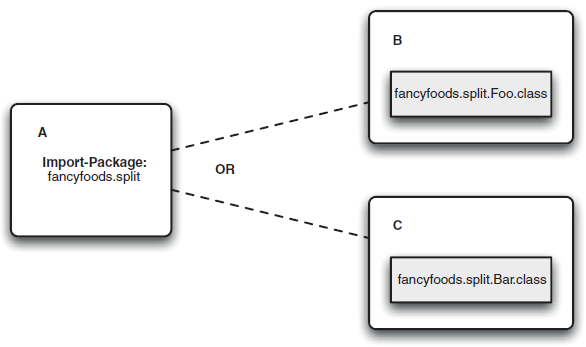 A
Import-Package:
fancyfoods.split
OR
B
fancyfoods.split.Foo.class
C
fancyfoods.split.Bar.class